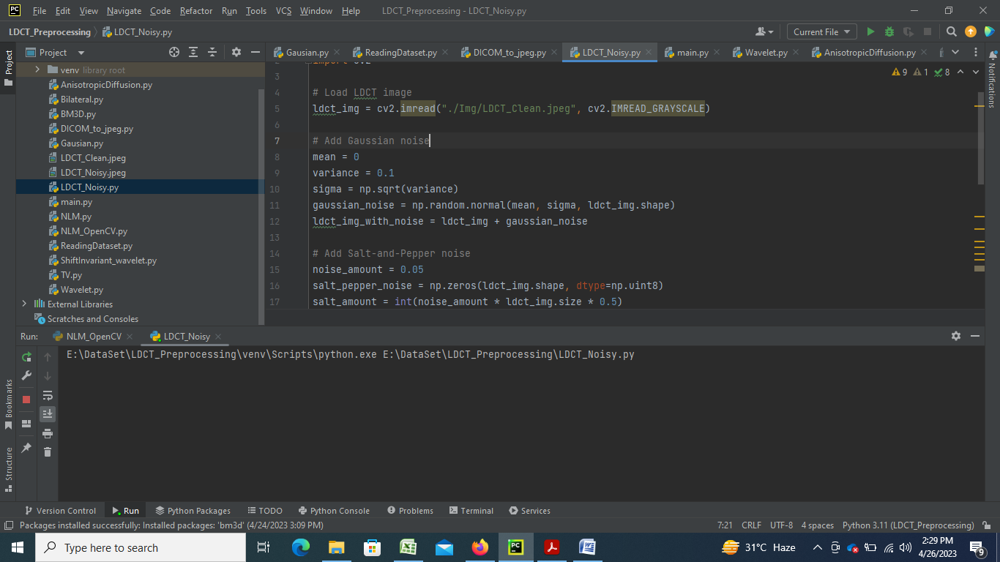 PC File Edit View Navigate Code Refactor Run Tools VCS Window Help LDCT_Preprocessing - LDCT_Noisy.py
LDCT_Preprocessing LDCT_Noisy.py Current File
Project Project Gausian.py ReadingDataset.py DICOM_to_jpeg.py LDCT_Noisy.py main.py Wavelet.py AnisotropicDiffusion.py
Notifications
venv library root
AnisotropicDiffusion.py
Bilateral.py
BM3D.py
DICOM_to_jpeg.py
Gausian.py
LDCT_Clean.jpeg
LDCT_Noisy.jpeg
LDCT_Noisy.py
main.py
NLM.py
NLM_OpenCV.py
ReadingDataset.py
ShiftInvariant_wavelet.py
TV.py
Wavelet.py
External Libraries
Scratches and Consoles
9 1 8
2 import cv2
3
4 # Load LDCT image
5 ldct_img = cv2.imread("./Img/LDCT_Clean.jpeg", cv2.IMREAD_GRAYSCALE)
6
7 # Add Gaussian noise
8 mean = 0
9 variance = 0.1
10 sigma = np.sqrt(variance)
11 gaussian_noise = np.random.normal(mean, sigma, ldct_img.shape)
12 ldct_img_with_noise = ldct_img + gaussian_noise
13
14 # Add Salt-and-Pepper noise
15 noise_amount = 0.05
16 salt_pepper_noise = np.zeros(ldct_img.shape, dtype=np.uint8)
17 salt_amount = int(noise_amount * ldct_img.size * 0.5)
Run: NLM_OpenCV LDCT_Noisy
E:\DataSet\LDCT_Preprocessing\venv\Scripts\python.exe E:\DataSet\LDCT_Preprocessing\LDCT_Noisy.py
Bookmarks
Structure
Version Control Run Python Packages TODO Python Console Problems Terminal Services
Packages installed successfully: Installed packages: 'bm3d' (4/24/2023 3:09 PM) 7:21 CRLF UTF-8 4 spaces Python 3.11 (LDCT_Preprocessing)
Type here to search PC 31°C Haze 2:29 PM
4/26/2023 9